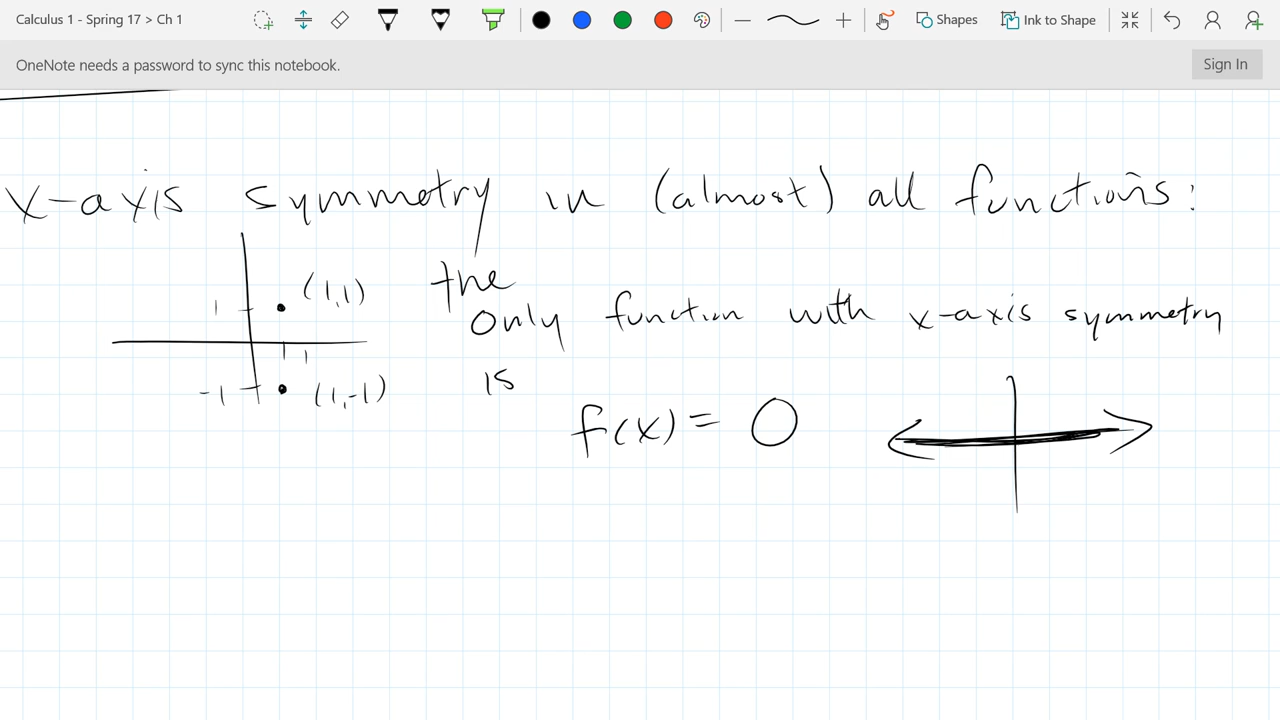 Calculus 1 - Spring 17 > Ch 1
Shapes
Ink to Shape
OneNote needs a password to sync this notebook.
Sign In
x-axis symmetry in (almost) all functions:
the
only function with x-axis symmetry
is
f(x) = 0
(1,1)
1
1
-1
(1,-1)